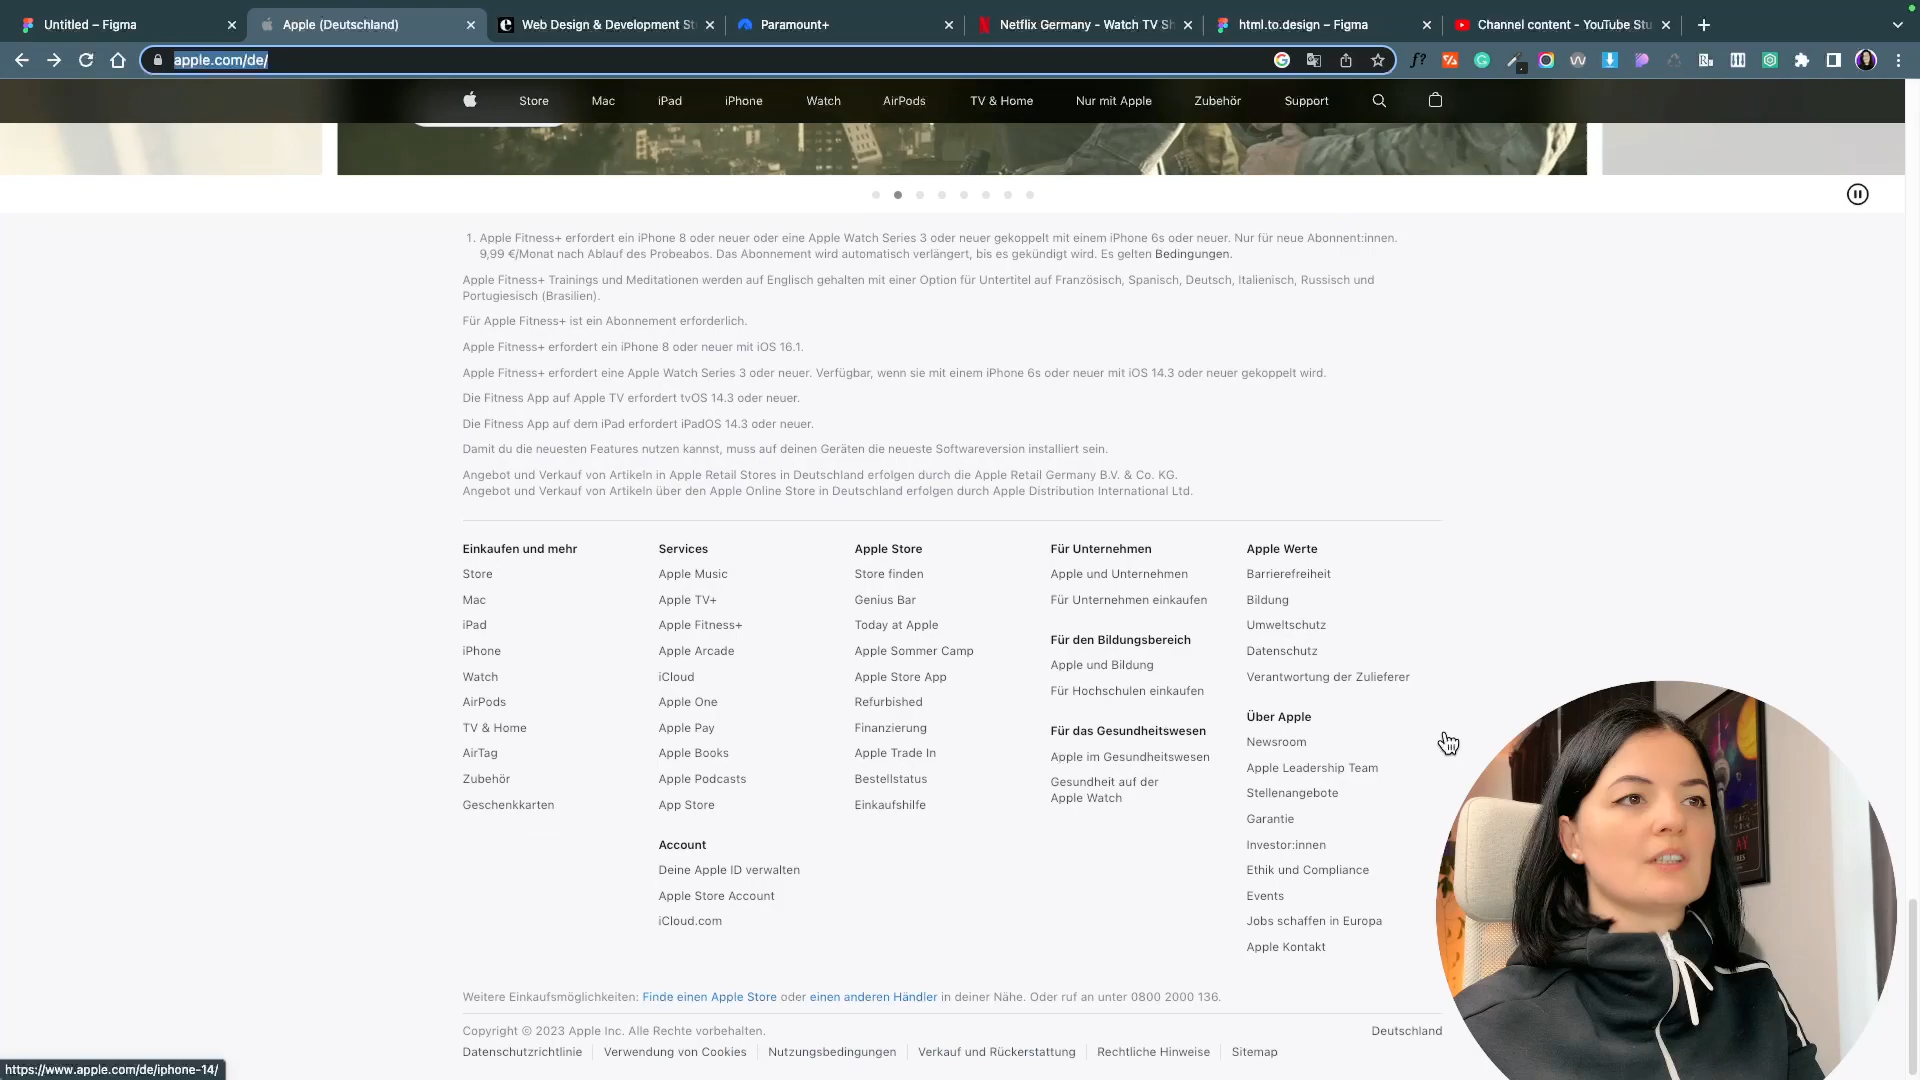 Untitled – Figma
Apple (Deutschland)
Web Design & Development St
Paramount+
Netflix Germany - Watch TV Sh
html.to.design – Figma
Channel content - YouTube Stu
apple.com/de/
Store
Mac
iPad
iPhone
Watch
AirPods
TV & Home
Nur mit Apple
Zubehör
Support
1. Apple Fitness+ erfordert ein iPhone 8 oder neuer oder eine Apple Watch Series 3 oder neuer gekoppelt mit einem iPhone 6s oder neuer. Nur für neue Abonnent:innen.
9,99 €/Monat nach Ablauf des Probeabos. Das Abonnement wird automatisch verlängert, bis es gekündigt wird. Es gelten Bedingungen.
Apple Fitness+ Trainings und Meditationen werden auf Englisch gehalten mit einer Option für Untertitel auf Französisch, Spanisch, Deutsch, Italienisch, Russisch und
Portugiesisch (Brasilien).
Für Apple Fitness+ ist ein Abonnement erforderlich.
Apple Fitness+ erfordert ein iPhone 8 oder neuer mit iOS 16.1.
Apple Fitness+ erfordert eine Apple Watch Series 3 oder neuer. Verfügbar, wenn sie mit einem iPhone 6s oder neuer mit iOS 14.3 oder neuer gekoppelt wird.
Die Fitness App auf Apple TV erfordert tvOS 14.3 oder neuer.
Die Fitness App auf dem iPad erfordert iPadOS 14.3 oder neuer.
Damit du die neuesten Features nutzen kannst, muss auf deinen Geräten die neueste Softwareversion installiert sein.
Angebot und Verkauf von Artikeln in Apple Retail Stores in Deutschland erfolgen durch die Apple Retail Germany B.V. & Co. KG.
Angebot und Verkauf von Artikeln über den Apple Online Store in Deutschland erfolgen durch Apple Distribution International Ltd.
Einkaufen und mehr
Store
Mac
iPad
iPhone
Watch
AirPods
TV & Home
AirTag
Zubehör
Geschenkkarten
Services
Apple Music
Apple TV+
Apple Fitness+
Apple Arcade
iCloud
Apple One
Apple Pay
Apple Books
Apple Podcasts
App Store
Account
Deine Apple ID verwalten
Apple Store Account
iCloud.com
Apple Store
Store finden
Genius Bar
Today at Apple
Apple Sommer Camp
Apple Store App
Refurbished
Finanzierung
Apple Trade In
Bestellstatus
Einkaufshilfe
Für Unternehmen
Apple und Unternehmen
Für Unternehmen einkaufen
Für den Bildungsbereich
Apple und Bildung
Für Hochschulen einkaufen
Für das Gesundheitswesen
Apple im Gesundheitswesen
Gesundheit auf der
Apple Watch
Apple Werte
Barrierefreiheit
Bildung
Umweltschutz
Datenschutz
Verantwortung der Zulieferer
Über Apple
Newsroom
Apple Leadership Team
Stellenangebote
Garantie
Investor:innen
Ethik und Compliance
Events
Jobs schaffen in Europa
Apple Kontakt
Weitere Einkaufsmöglichkeiten: Finde einen Apple Store oder einen anderen Händler in deiner Nähe. Oder ruf an unter 0800 2000 136.
Copyright © 2023 Apple Inc. Alle Rechte vorbehalten.
Deutschland
Datenschutzrichtlinie
Verwendung von Cookies
Nutzungsbedingungen
Verkauf und Rückerstattung
Rechtliche Hinweise
Sitemap
https://www.apple.com/de/iphone-14/